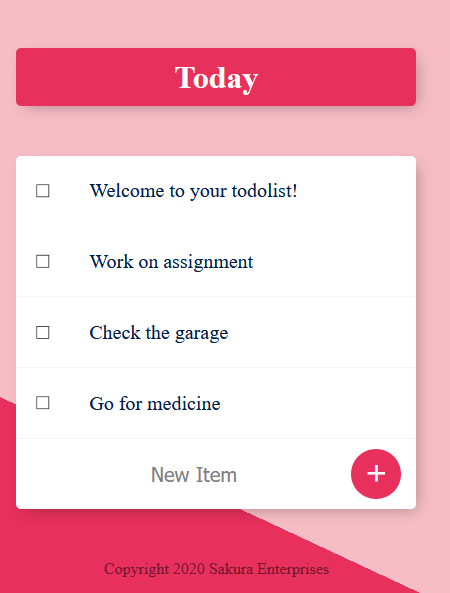 Today
Welcome to your todolist!
Work on assignment
Check the garage
Go for medicine
New Item
+
Copyright 2020 Sakura Enterprises